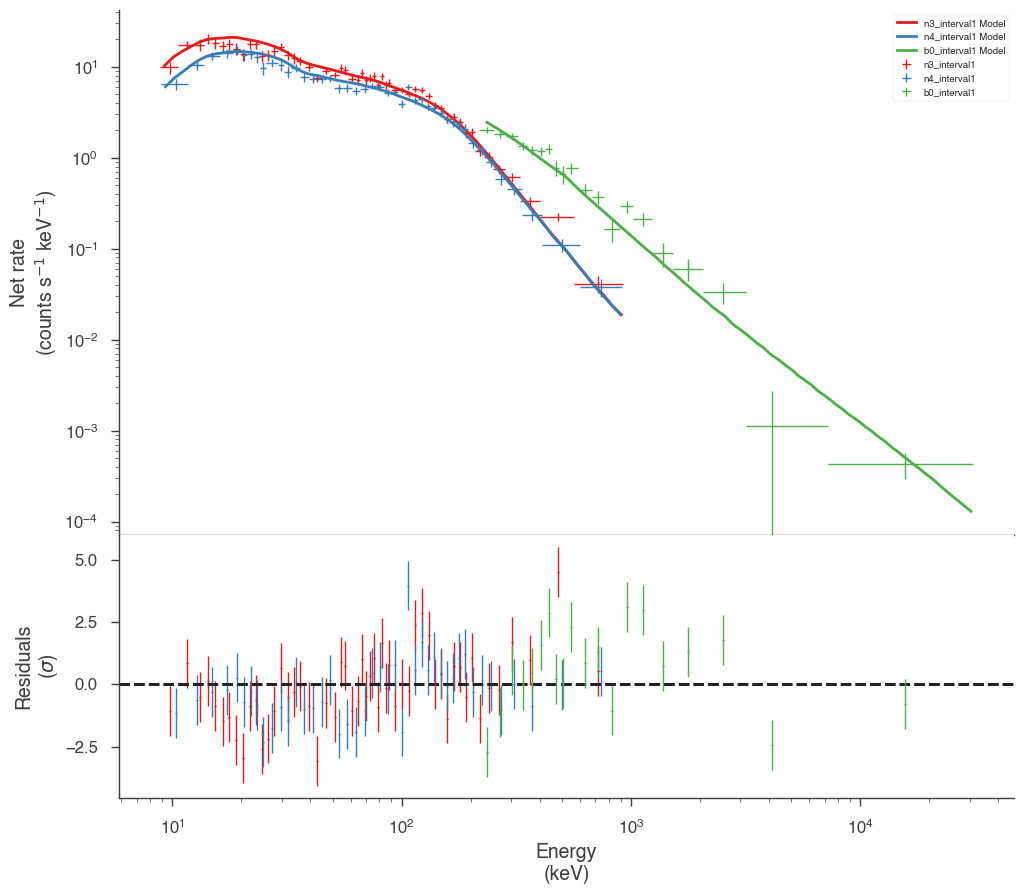 n3_interval1 Model
n4_interval1 Model
b0_interval1 Model
n3_interval1
n4_interval1
b0_interval1
Net rate
(counts s⁻¹ keV⁻¹)
10¹
10⁰
10⁻¹
10⁻²
10⁻³
10⁻⁴
Residuals
(σ)
5.0
2.5
0.0
−2.5
10¹ 10² 10³ 10⁴
Energy
(keV)